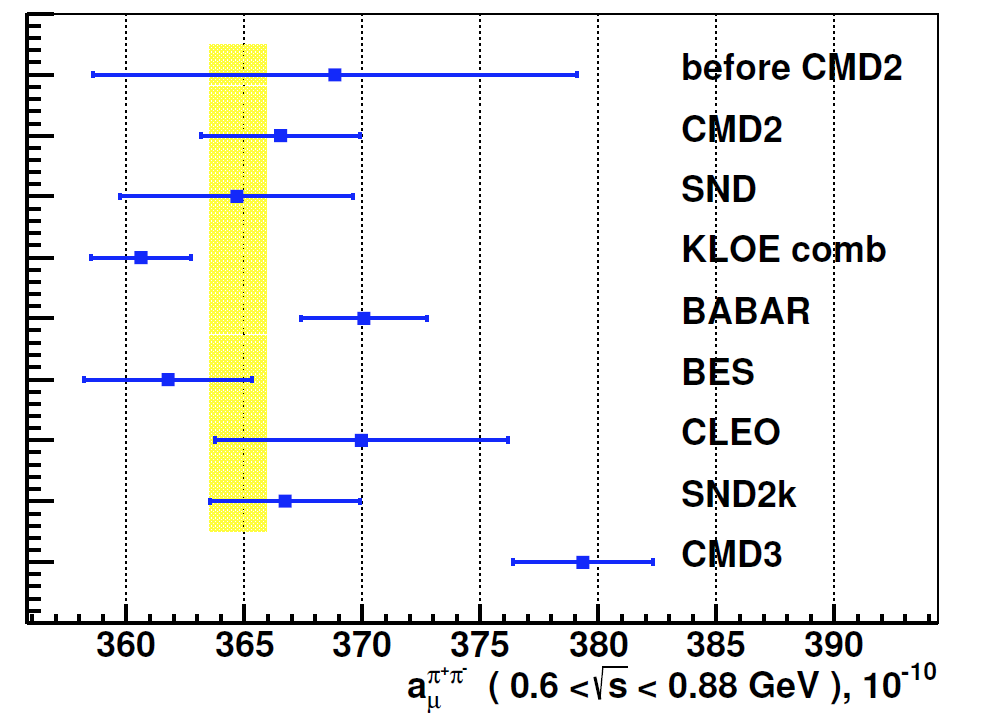 before CMD2
CMD2
SND
KLOE comb
BABAR
BES
CLEO
SND2k
CMD3
360 365 370 375 380 385 390
a_μ^{π⁺π⁻} ( 0.6 <√s < 0.88 GeV ), 10⁻¹⁰